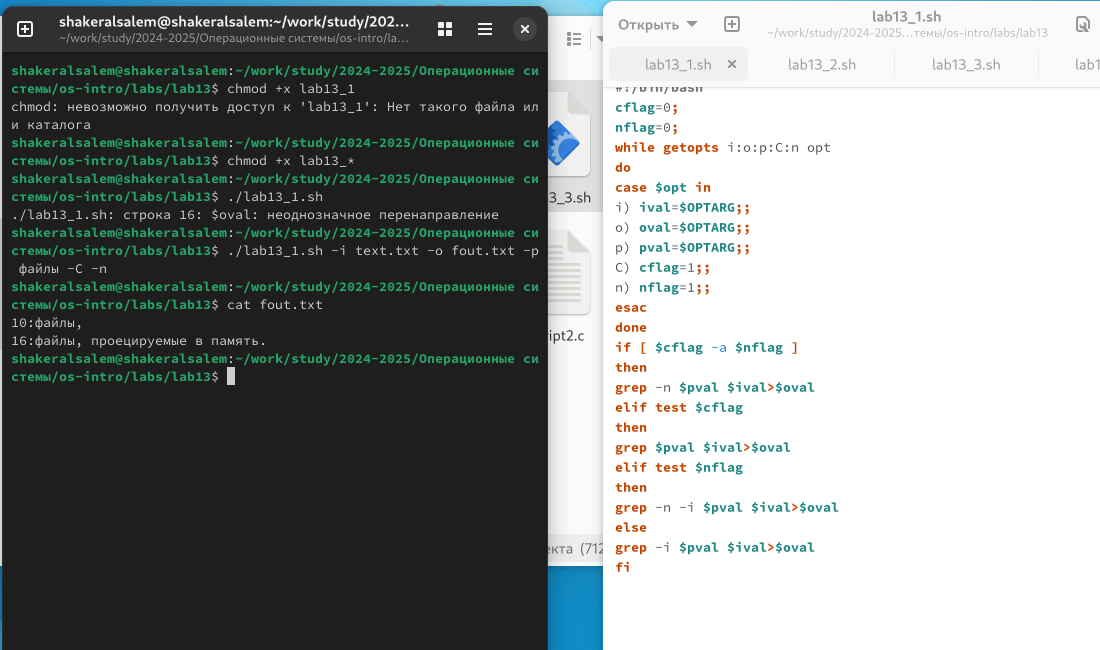 shakeralsalem@shakeralsalem:~/work/study/202...
~/work/study/2024-2025/Операционные системы/os-intro/la...
shakeralsalem@shakeralsalem:~/work/study/2024-2025/Операционные си
стемы/os-intro/labs/lab13$ chmod +x lab13_1
chmod: невозможно получить доступ к 'lab13_1': Нет такого файла ил
и каталога
shakeralsalem@shakeralsalem:~/work/study/2024-2025/Операционные си
стемы/os-intro/labs/lab13$ chmod +x lab13_*
shakeralsalem@shakeralsalem:~/work/study/2024-2025/Операционные си
стемы/os-intro/labs/lab13$ ./lab13_1.sh
./lab13_1.sh: строка 16: $oval: неоднозначное перенаправление
shakeralsalem@shakeralsalem:~/work/study/2024-2025/Операционные си
стемы/os-intro/labs/lab13$ ./lab13_1.sh -i text.txt -o fout.txt -p
файлы -C -n
shakeralsalem@shakeralsalem:~/work/study/2024-2025/Операционные си
стемы/os-intro/labs/lab13$ cat fout.txt
10:файлы,
16:файлы, проецируемые в память.
shakeralsalem@shakeralsalem:~/work/study/2024-2025/Операционные си
стемы/os-intro/labs/lab13$
3_3.sh
ipt2.c
екта (712
Открыть
lab13_1.sh
~/work/study/2024-2025...темы/os-intro/labs/lab13
lab13_1.sh
lab13_2.sh
lab13_3.sh
lab1
#!/bin/bash
cflag=0;
nflag=0;
while getopts i:o:p:C:n opt
do
case $opt in
i) ival=$OPTARG;;
o) oval=$OPTARG;;
p) pval=$OPTARG;;
C) cflag=1;;
n) nflag=1;;
esac
done
if [ $cflag -a $nflag ]
then
grep -n $pval $ival>$oval
elif test $cflag
then
grep $pval $ival>$oval
elif test $nflag
then
grep -n -i $pval $ival>$oval
else
grep -i $pval $ival>$oval
fi